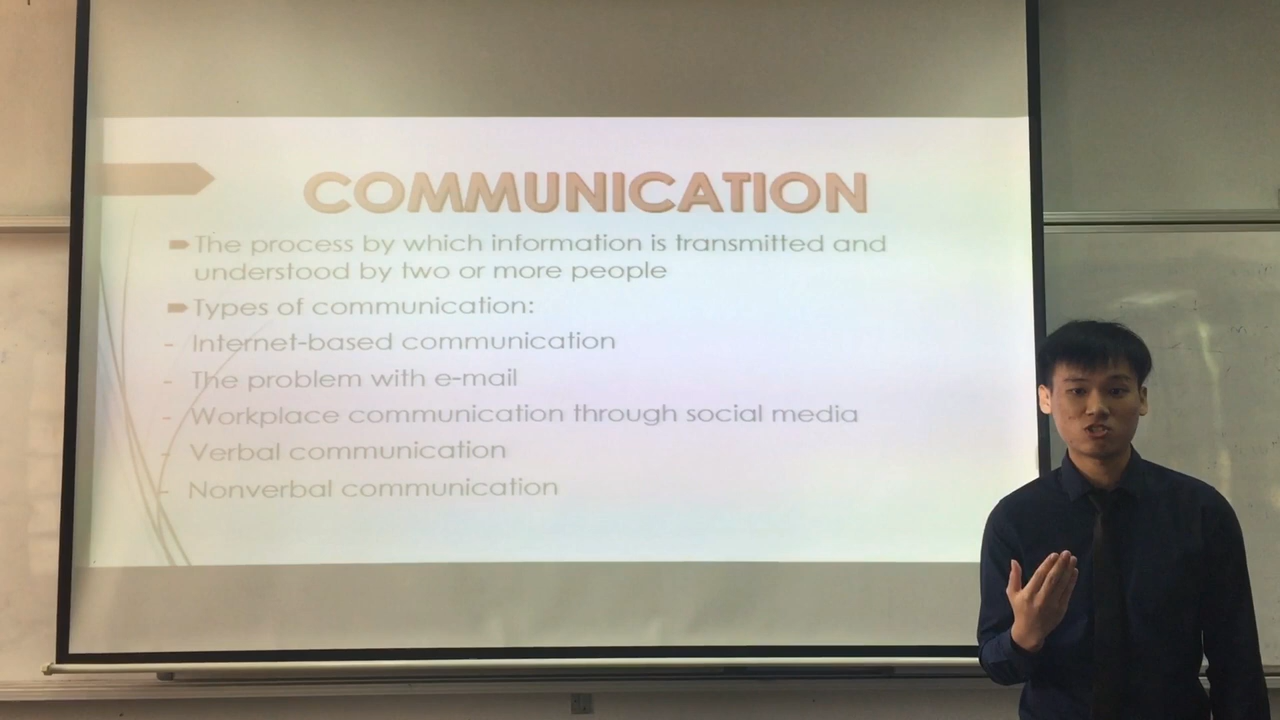 COMMUNICATION
The process by which information is transmitted and
understood by two or more people
Types of communication:
- Internet-based communication
- The problem with e-mail
- Workplace communication through social media
- Verbal communication
- Nonverbal communication